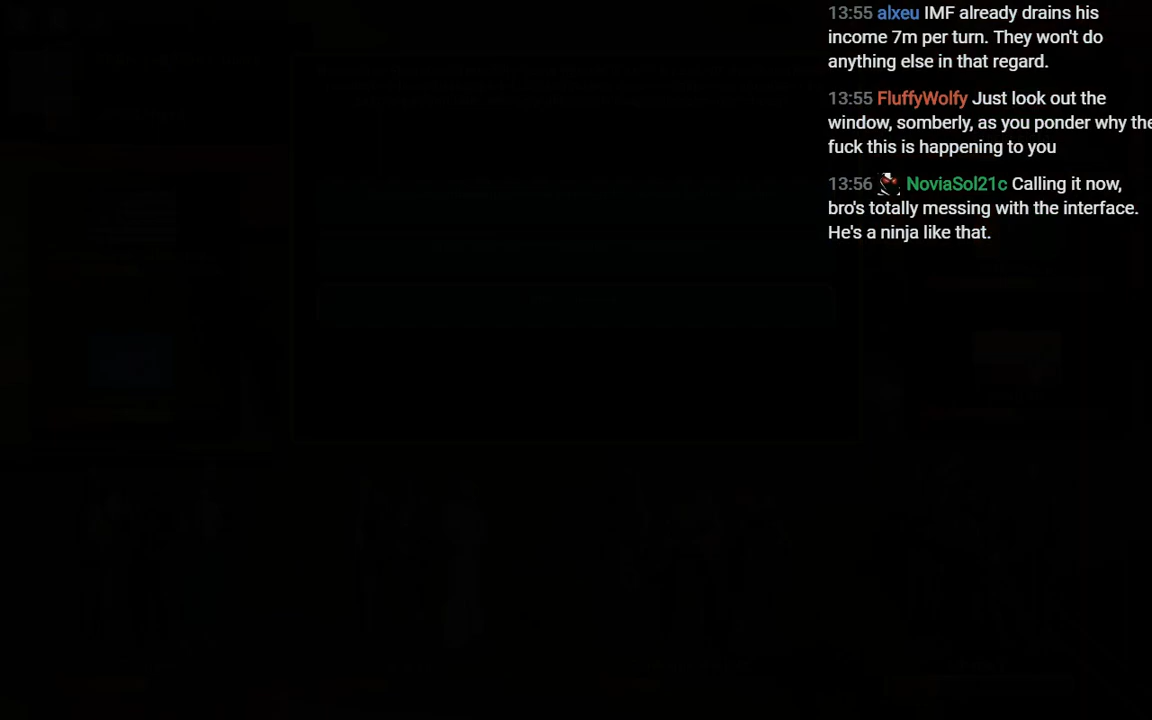 13:55 alxeu IMF already drains his
income 7m per turn. They won't do
anything else in that regard.
13:55 FluffyWolfy Just look out the
window, somberly, as you ponder why the
fuck this is happening to you
13:56 NoviaSol21c Calling it now,
bro's totally messing with the interface.
He's a ninja like that.